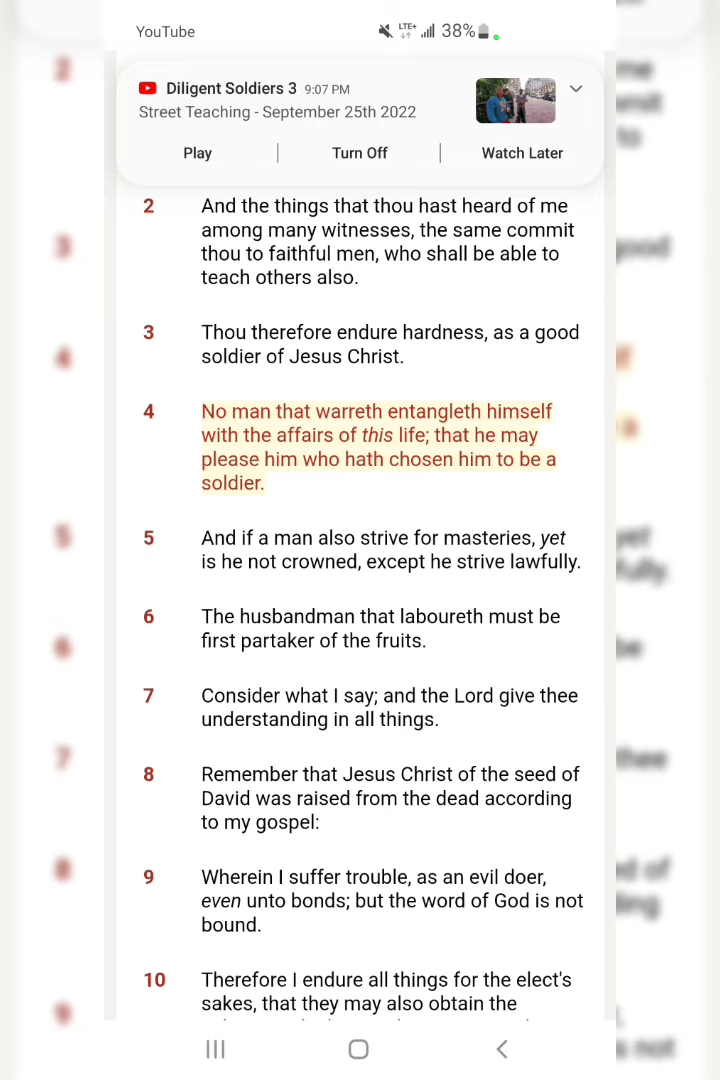 YouTube
LTE+
38%
Diligent Soldiers 3 9:07 PM
Street Teaching - September 25th 2022
Play | Turn Off | Watch Later
2 And the things that thou hast heard of me
among many witnesses, the same commit
thou to faithful men, who shall be able to
teach others also.
3 Thou therefore endure hardness, as a good
soldier of Jesus Christ.
4 No man that warreth entangleth himself
with the affairs of this life; that he may
please him who hath chosen him to be a
soldier.
5 And if a man also strive for masteries, yet
is he not crowned, except he strive lawfully.
6 The husbandman that laboureth must be
first partaker of the fruits.
7 Consider what I say; and the Lord give thee
understanding in all things.
8 Remember that Jesus Christ of the seed of
David was raised from the dead according
to my gospel:
9 Wherein I suffer trouble, as an evil doer,
even unto bonds; but the word of God is not
bound.
10 Therefore I endure all things for the elect's
sakes, that they may also obtain the